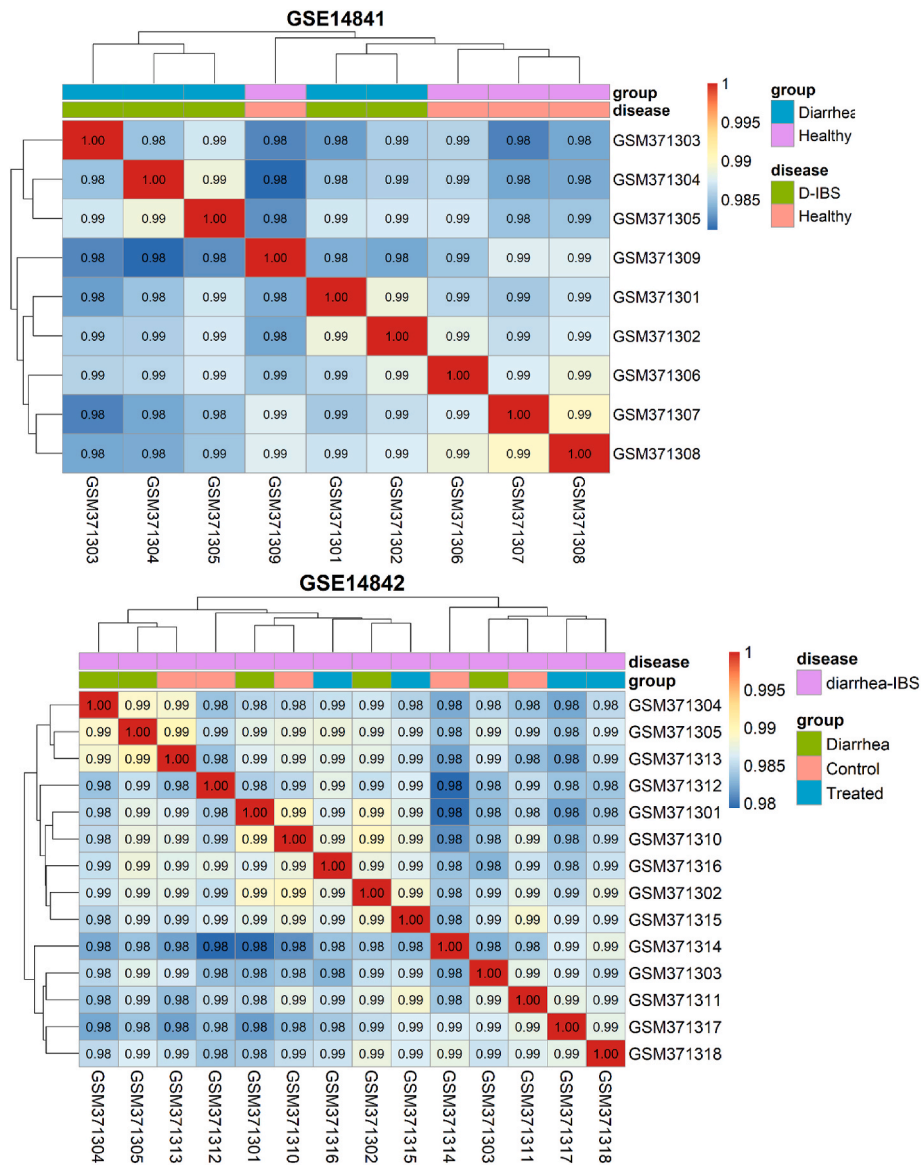 GSE14841
group
disease
1.00 0.98 0.99 0.98 0.98 0.99 0.99 0.98 0.98 GSM371303
0.98 1.00 0.99 0.98 0.98 0.99 0.99 0.98 0.98 GSM371304
0.99 0.99 1.00 0.98 0.99 0.99 0.99 0.98 0.99 GSM371305
0.98 0.98 0.98 1.00 0.98 0.98 0.99 0.99 0.99 GSM371309
0.98 0.98 0.99 0.98 1.00 0.99 0.99 0.99 0.99 GSM371301
0.99 0.99 0.99 0.98 0.99 1.00 0.99 0.99 0.99 GSM371302
0.99 0.99 0.99 0.99 0.99 0.99 1.00 0.99 0.99 GSM371306
0.98 0.98 0.98 0.99 0.99 0.99 0.99 1.00 0.99 GSM371307
0.98 0.98 0.99 0.99 0.99 0.99 0.99 0.99 1.00 GSM371308
GSM371303 GSM371304 GSM371305 GSM371309 GSM371301 GSM371302 GSM371306 GSM371307 GSM371308
1
0.995
0.99
0.985
group
Diarrhea
Healthy
disease
D-IBS
Healthy
GSE14842
disease
group
1.00 0.99 0.99 0.98 0.98 0.98 0.99 0.99 0.98 0.98 0.98 0.98 0.98 0.98 GSM371304
0.99 1.00 0.99 0.99 0.99 0.99 0.99 0.99 0.99 0.98 0.99 0.99 0.98 0.99 GSM371305
0.99 0.99 1.00 0.98 0.99 0.99 0.99 0.99 0.99 0.98 0.99 0.98 0.98 0.99 GSM371313
0.98 0.99 0.98 1.00 0.98 0.99 0.99 0.99 0.99 0.98 0.98 0.99 0.98 0.98 GSM371312
0.98 0.99 0.99 0.98 1.00 0.99 0.99 0.99 0.99 0.98 0.98 0.98 0.98 0.98 GSM371301
0.98 0.99 0.99 0.99 0.99 1.00 0.99 0.99 0.99 0.98 0.98 0.99 0.98 0.99 GSM371310
0.99 0.99 0.99 0.99 0.99 0.99 1.00 0.99 0.99 0.98 0.98 0.99 0.98 0.99 GSM371316
0.99 0.99 0.99 0.99 0.99 0.99 0.99 1.00 0.99 0.98 0.99 0.99 0.99 0.99 GSM371302
0.98 0.99 0.99 0.99 0.99 0.99 0.99 0.99 1.00 0.98 0.99 0.99 0.99 0.99 GSM371315
0.98 0.98 0.98 0.98 0.98 0.98 0.98 0.98 0.98 1.00 0.98 0.98 0.99 0.99 GSM371314
0.98 0.99 0.99 0.98 0.98 0.98 0.98 0.99 0.99 0.98 1.00 0.99 0.99 0.99 GSM371303
0.98 0.99 0.98 0.99 0.98 0.99 0.99 0.99 0.99 0.98 0.99 1.00 0.99 0.99 GSM371311
0.98 0.98 0.98 0.98 0.98 0.98 0.98 0.99 0.99 0.99 0.99 0.99 1.00 0.99 GSM371317
0.98 0.99 0.99 0.98 0.98 0.99 0.99 0.99 0.99 0.99 0.99 0.99 0.99 1.00 GSM371318
GSM371304 GSM371305 GSM371313 GSM371312 GSM371301 GSM371310 GSM371316 GSM371302 GSM371315 GSM371314 GSM371303 GSM371311 GSM371317 GSM371318
1
0.995
0.99
0.985
0.98
disease
diarrhea-IBS
group
Diarrhea
Control
Treated